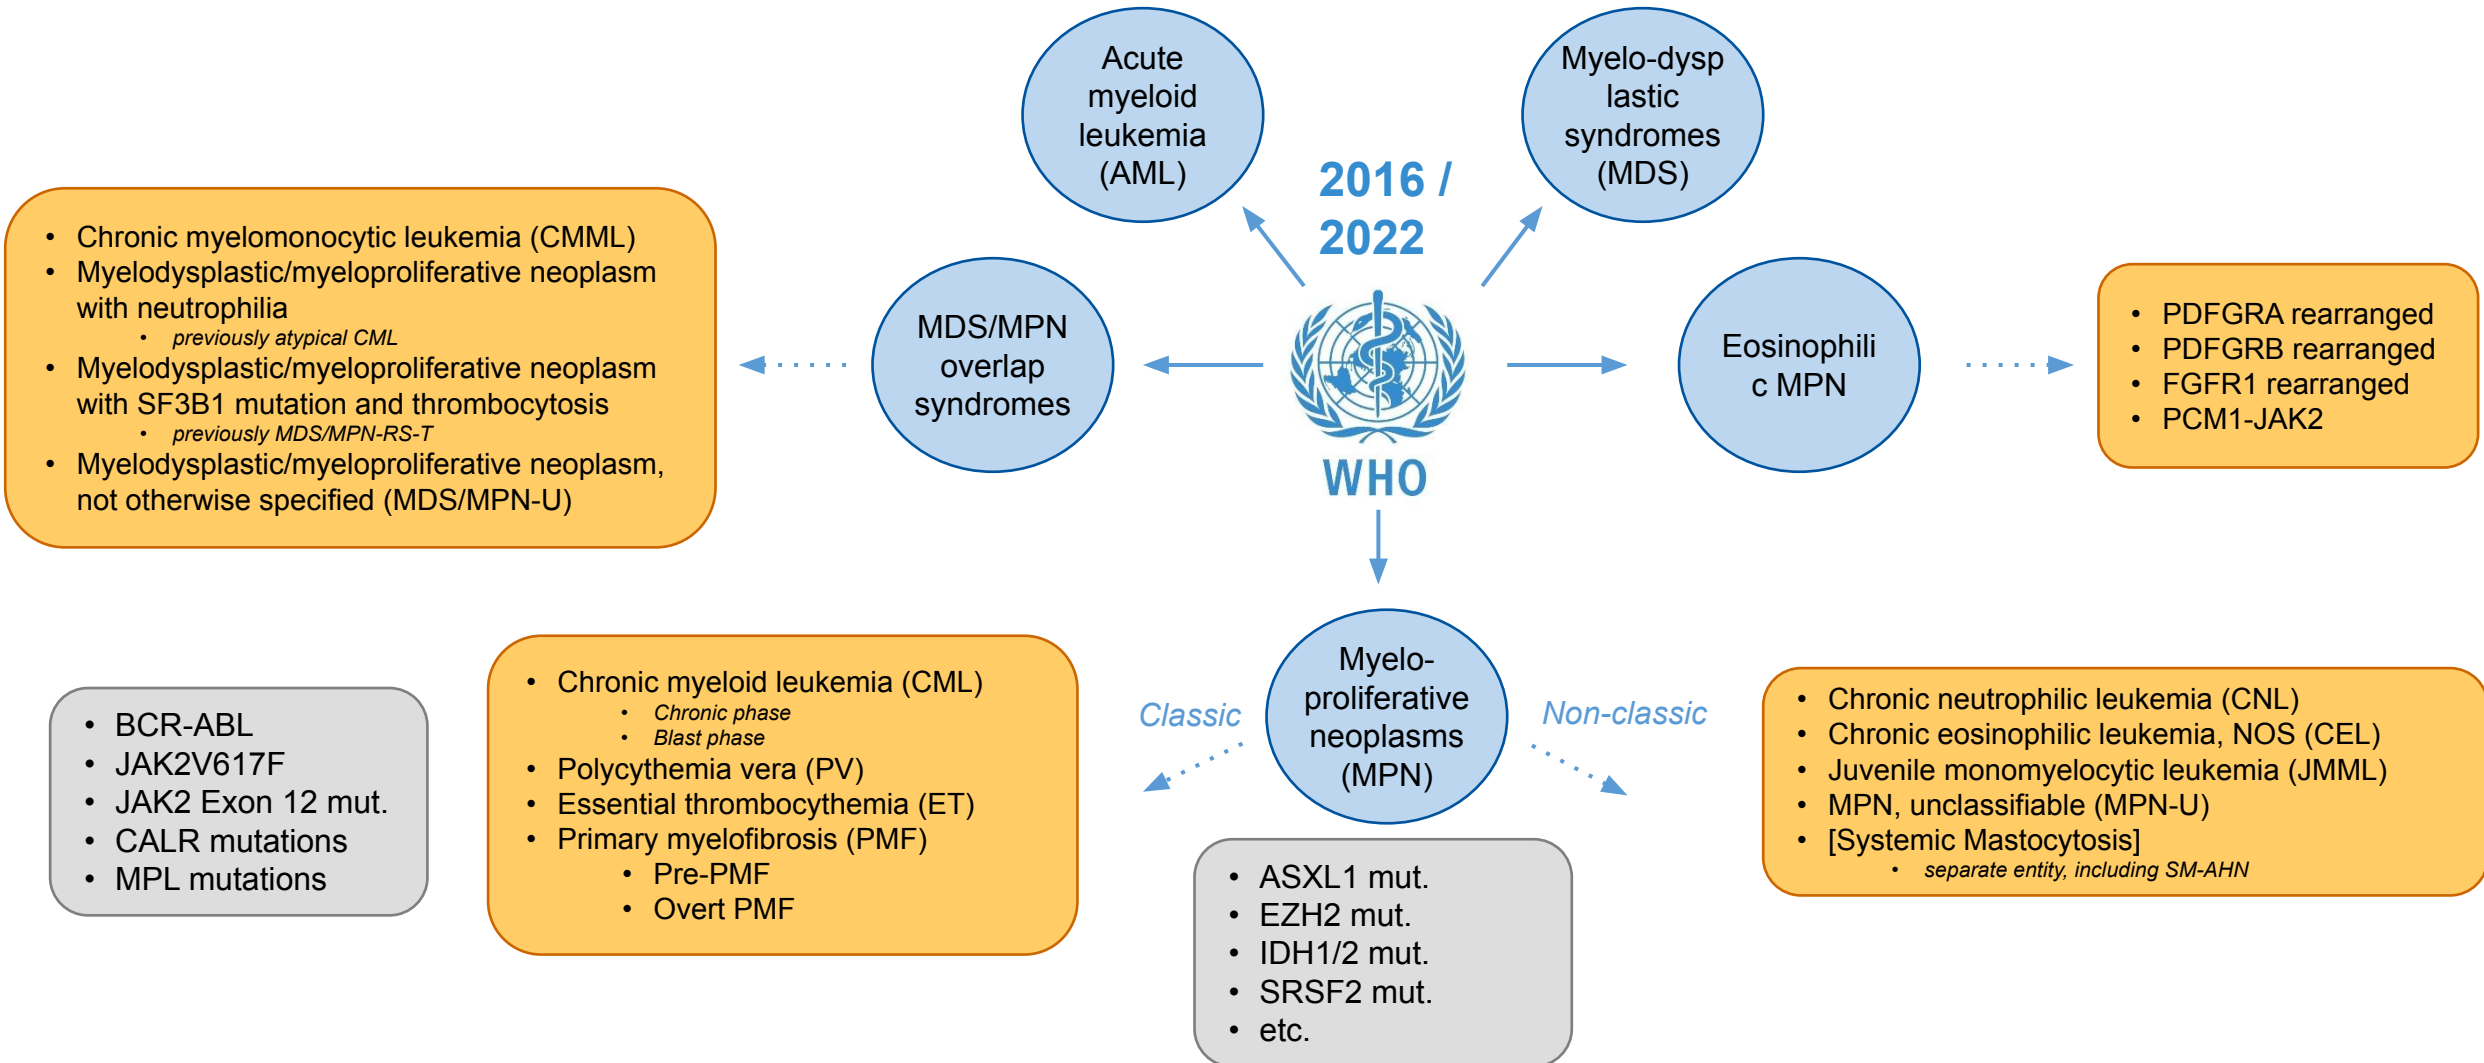 Acute
myeloid
leukemia
(AML)
Myelo-dysp
lastic
syndromes
(MDS)
2016 /
2022
• Chronic myelomonocytic leukemia (CMML)
• Myelodysplastic/myeloproliferative neoplasm
with neutrophilia
• previously atypical CML
• Myelodysplastic/myeloproliferative neoplasm
with SF3B1 mutation and thrombocytosis
• previously MDS/MPN-RS-T
• Myelodysplastic/myeloproliferative neoplasm,
not otherwise specified (MDS/MPN-U)
MDS/MPN
overlap
syndromes
WHO
Eosinophili
c MPN
• PDFGRA rearranged
• PDFGRB rearranged
• FGFR1 rearranged
• PCM1-JAK2
• BCR-ABL
• JAK2V617F
• JAK2 Exon 12 mut.
• CALR mutations
• MPL mutations
• Chronic myeloid leukemia (CML)
• Chronic phase
• Blast phase
• Polycythemia vera (PV)
• Essential thrombocythemia (ET)
• Primary myelofibrosis (PMF)
• Pre-PMF
• Overt PMF
Classic
Myelo-
proliferative
neoplasms
(MPN)
Non-classic
• ASXL1 mut.
• EZH2 mut.
• IDH1/2 mut.
• SRSF2 mut.
• etc.
• Chronic neutrophilic leukemia (CNL)
• Chronic eosinophilic leukemia, NOS (CEL)
• Juvenile monomyelocytic leukemia (JMML)
• MPN, unclassifiable (MPN-U)
• [Systemic Mastocytosis]
• separate entity, including SM-AHN